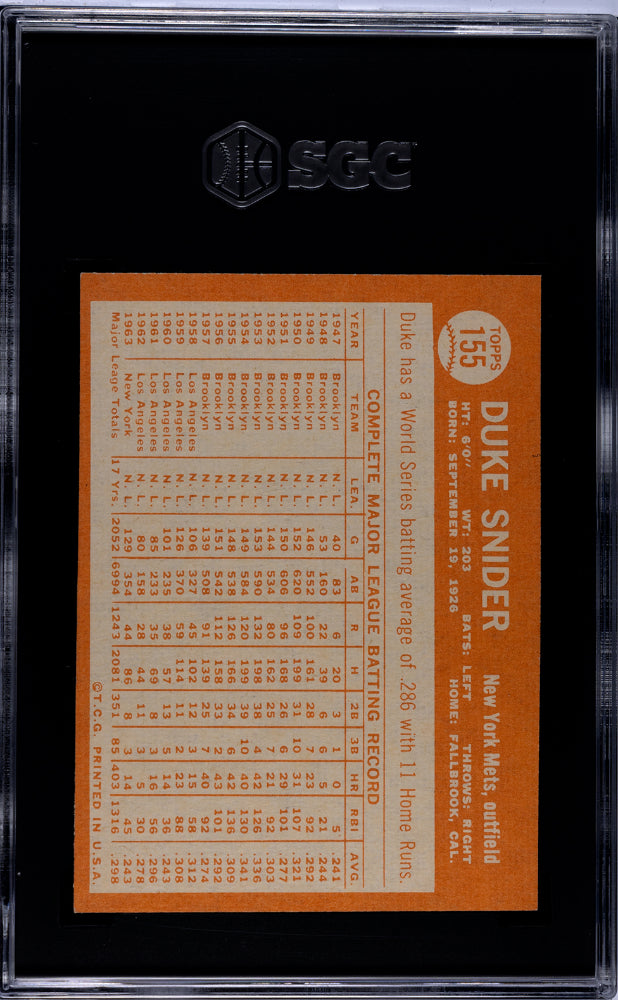 SGC
TOPPS
155
DUKE SNIDER New York Mets, outfield
HT: 6'0" WT: 203 BATS: LEFT THROWS: RIGHT
BORN: SEPTEMBER 19, 1926 HOME: FALLBROOK, CAL.
Duke has a World Series batting average of .286 with 11 Home Runs.
COMPLETE MAJOR LEAGUE BATTING RECORD
YEAR TEAM LEA. G AB R H 2B 3B HR RBI AVG.
1947 Brooklyn N. L. 40 83 6 20 3 1 0 5 .241
1948 Brooklyn N. L. 53 160 22 39 6 6 5 21 .244
1949 Brooklyn N. L. 146 552 100 161 28 7 23 92 .292
1950 Brooklyn N. L. 152 620 109 199 31 10 31 107 .321
1951 Brooklyn N. L. 150 606 96 168 26 6 29 101 .277
1952 Brooklyn N. L. 144 534 80 162 25 7 21 92 .303
1953 Brooklyn N. L. 153 590 132 198 38 4 42 126 .336
1954 Brooklyn N. L. 149 584 120 199 39 10 40 130 .341
1955 Brooklyn N. L. 148 538 126 166 34 6 42 136 .309
1956 Brooklyn N. L. 151 542 112 158 33 2 43 101 .292
1957 Brooklyn N. L. 139 508 91 139 25 7 40 92 .274
1958 Los Angeles N. L. 106 327 45 102 12 3 15 58 .312
1959 Los Angeles N. L. 126 370 59 114 11 2 23 88 .308
1960 Los Angeles N. L. 101 235 38 57 13 5 14 36 .243
1961 Los Angeles N. L. 85 233 35 69 8 3 16 56 .296
1962 Los Angeles N. L. 80 158 28 44 11 3 5 30 .278
1963 New York N. L. 129 354 44 86 8 3 14 45 .243
Major Leage Totals 17 Yrs. 2052 6994 1243 2081 351 85 403 1316 .298
©T.C.G. PRINTED IN U.S.A.